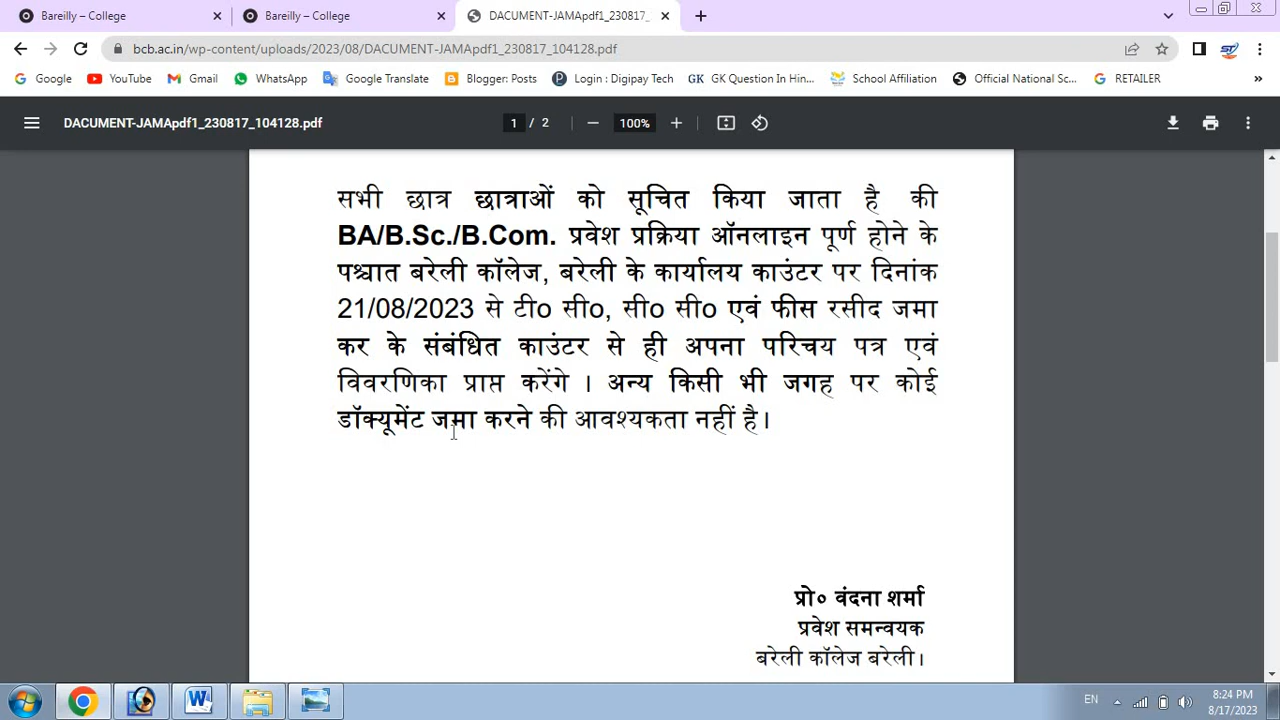 Bareilly – College
Bareilly – College
DACUMENT-JAMApdf1_230817_
bcb.ac.in/wp-content/uploads/2023/08/DACUMENT-JAMApdf1_230817_104128.pdf
Google YouTube Gmail WhatsApp Google Translate Blogger: Posts Login : Digipay Tech GK GK Question In Hin... School Affiliation Official National Sc... RETAILER »
DACUMENT-JAMApdf1_230817_104128.pdf 1 / 2 100%
सभी छात्र छात्राओं को सूचित किया जाता है की
BA/B.Sc./B.Com. प्रवेश प्रक्रिया ऑनलाइन पूर्ण होने के
पश्चात बरेली कॉलेज, बरेली के कार्यालय काउंटर पर दिनांक
21/08/2023 से टी० सी०, सी० सी० एवं फीस रसीद जमा
कर के संबंधित काउंटर से ही अपना परिचय पत्र एवं
विवरणिका प्राप्त करेंगे । अन्य किसी भी जगह पर कोई
डॉक्यूमेंट जमा करने की आवश्यकता नहीं है।
प्रो० वंदना शर्मा
प्रवेश समन्वयक
बरेली कॉलेज बरेली।
EN 8:24 PM
8/17/2023